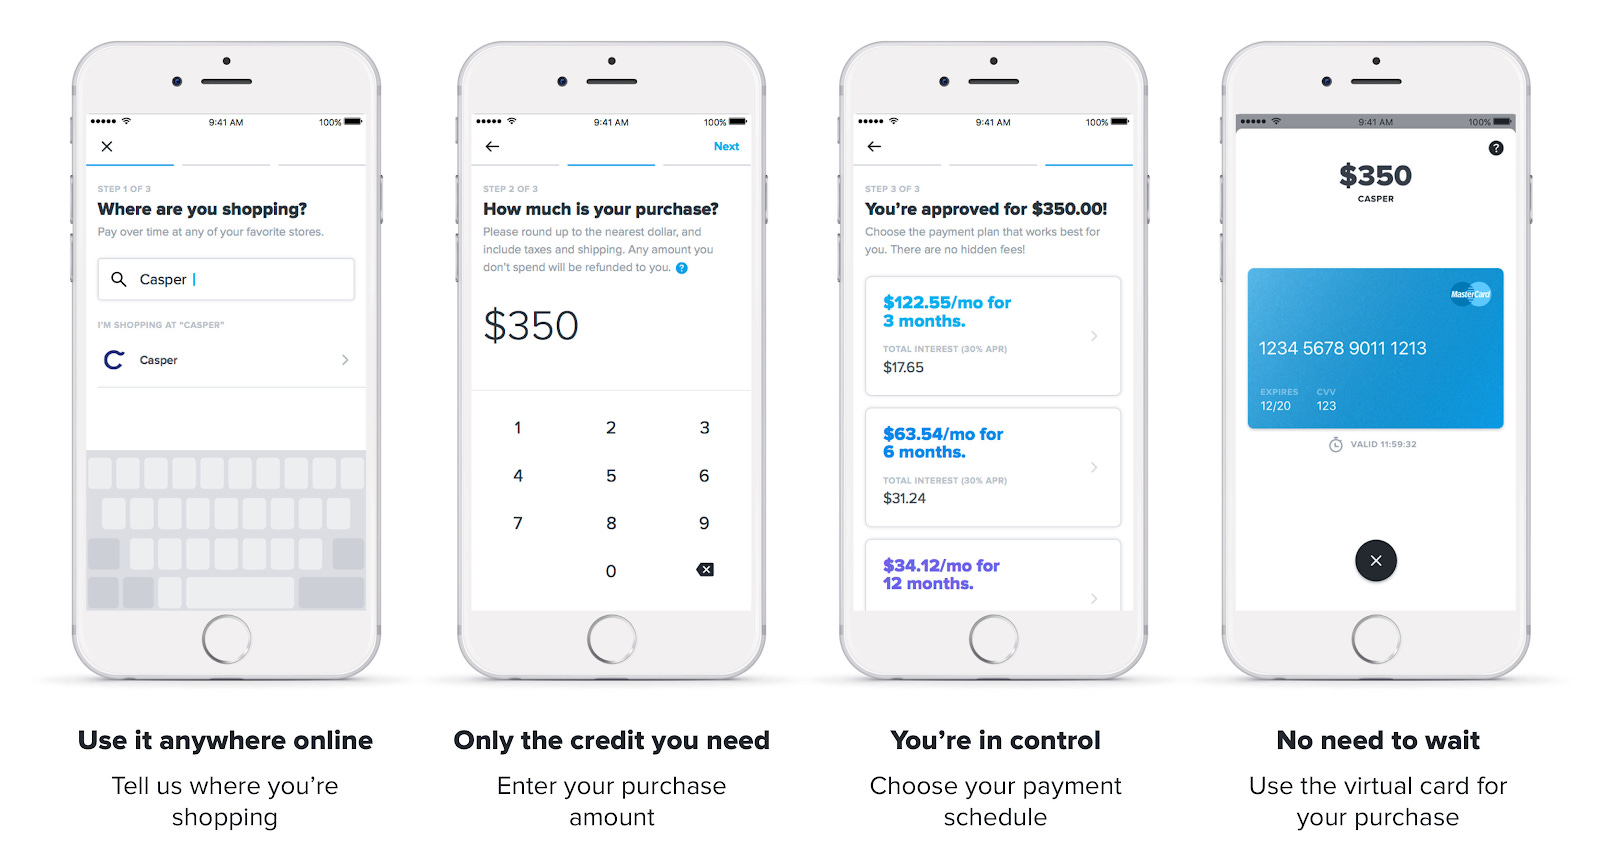 9:41 AM 100%
STEP 1 OF 3
Where are you shopping?
Pay over time at any of your favorite stores.
Casper
I'M SHOPPING AT "CASPER"
Casper
Use it anywhere online
Tell us where you're
shopping
9:41 AM 100%
Next
STEP 2 OF 3
How much is your purchase?
Please round up to the nearest dollar, and
include taxes and shipping. Any amount you
don't spend will be refunded to you. ?
$350
1 2 3
4 5 6
7 8 9
0
Only the credit you need
Enter your purchase
amount
9:41 AM 100%
STEP 3 OF 3
You're approved for $350.00!
Choose the payment plan that works best for
you. There are no hidden fees!
$122.55/mo for
3 months.
TOTAL INTEREST (30% APR)
$17.65
$63.54/mo for
6 months.
TOTAL INTEREST (30% APR)
$31.24
$34.12/mo for
12 months.
You're in control
Choose your payment
schedule
9:41 AM 100%
?
$350
CASPER
MasterCard
1234 5678 9011 1213
EXPIRES CVV
12/20 123
VALID 11:59:32
No need to wait
Use the virtual card for
your purchase